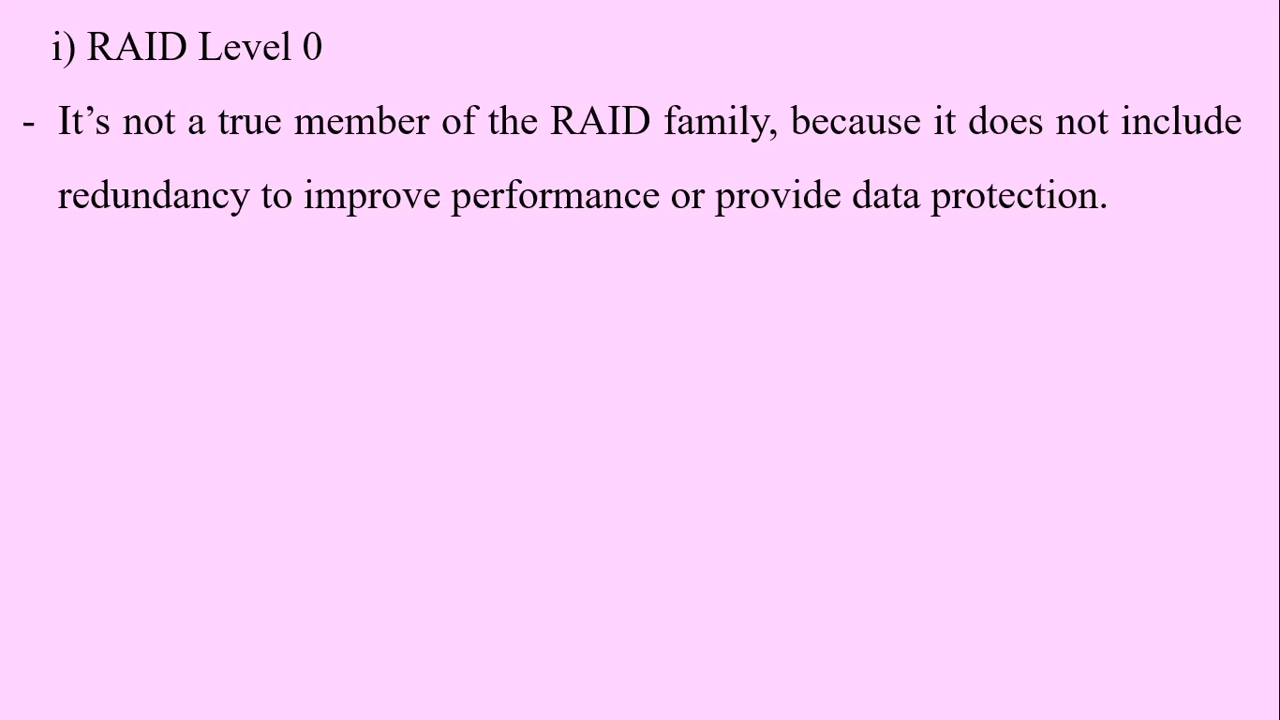 i) RAID Level 0
- It’s not a true member of the RAID family, because it does not include
redundancy to improve performance or provide data protection.